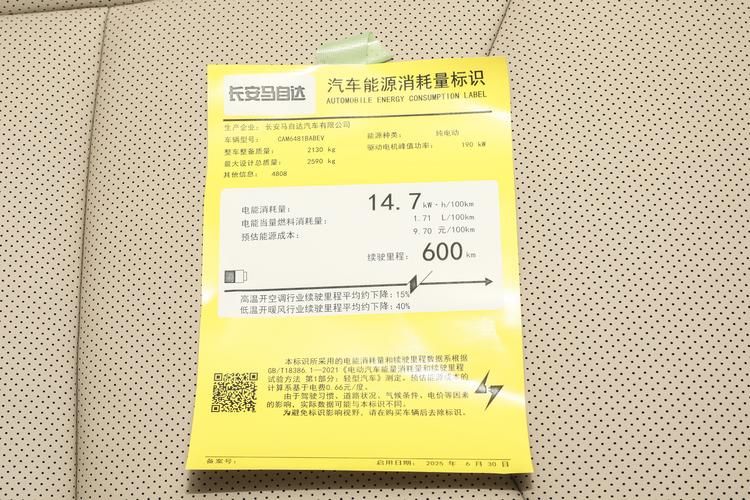 长安马自达
汽车能源消耗量标识
AUTOMOBILE ENERGY CONSUMPTION LABEL
生产企业： 长安马自达汽车有限公司
车辆型号： CAM6481BABEV 能源种类： 纯电动
整车整备质量： 2130 kg 驱动电机峰值功率： 190 kW
最大设计总质量： 2590 kg
其他信息： 4808
电能消耗量： 14.7 kW·h/100km
电能当量燃料消耗量： 1.71 L/100km
预估能源成本： 9.70 元/100km
续驶里程： 600 km
高温开空调行业续驶里程平均约下降：15%
低温开暖风行业续驶里程平均约下降：40%
本标识所采用的电能消耗量和续驶里程数据系根据
GB/T18386.1—2021《电动汽车能量消耗量和续驶里程
试验方法 第1部分：轻型汽车》测定。预估能源成本的
计算系基于电费0.66元/度。
由于驾驶习惯、道路状况、气候条件、电价等因素
的影响，实际数据可能与本标识不同。
为避免标识影响视野，请在购买车辆后去除标识。
备案号： 启用日期： 2025 年 6 月 30 日